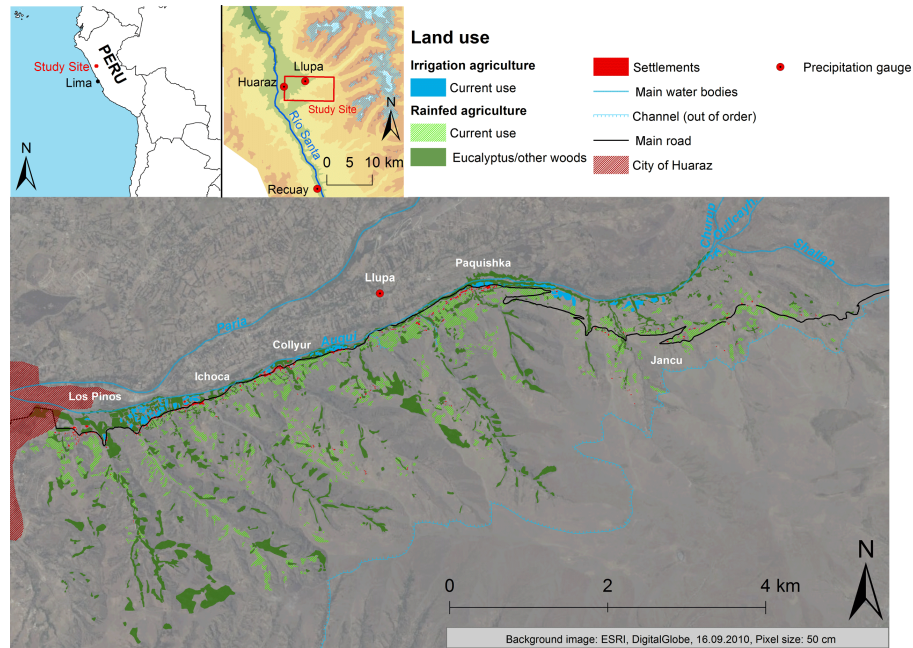 PERU
Study Site
Lima
N
Llupa
Huaraz
Study Site
Río Santa
N
0 5 10 km
Recuay
Land use
Irrigation agriculture
Current use
Rainfed agriculture
Current use
Eucalyptus/other woods
Settlements
Main water bodies
Channel (out of order)
Main road
City of Huaraz
Precipitation gauge
Churup
Shallap
Paquishka
Llupa
Paria
Auqui
Collyur
Jancu
Ichoca
Los Pinos
N
0 2 4 km
Background image: ESRI, DigitalGlobe, 16.09.2010, Pixel size: 50 cm